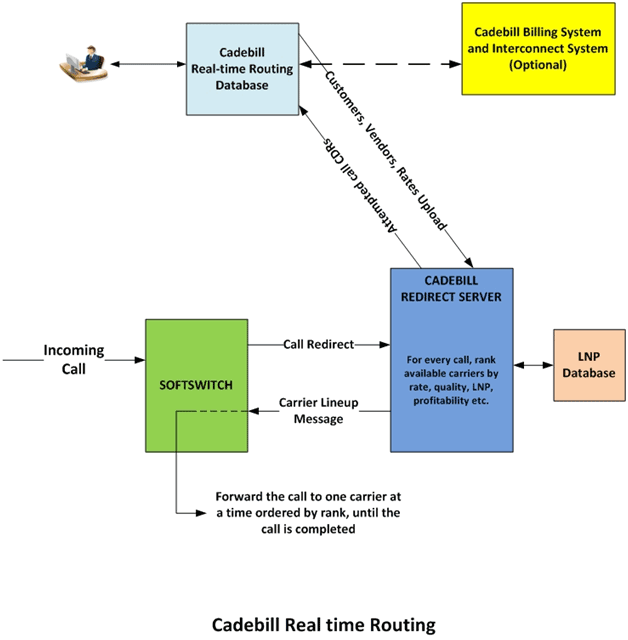 Cadebill
Real-time Routing
Database
Cadebill Billing System
and Interconnect System
(Optional)
Customers, Vendors, Rates Upload
Attempted call CDRs
CADEBILL
REDIRECT SERVER
For every call, rank
available carriers by
rate, quality, LNP,
profitability etc.
LNP
Database
Incoming
Call
SOFTSWITCH
Call Redirect
Carrier Lineup
Message
Forward the call to one carrier at
a time ordered by rank, until the
call is completed
Cadebill Real time Routing